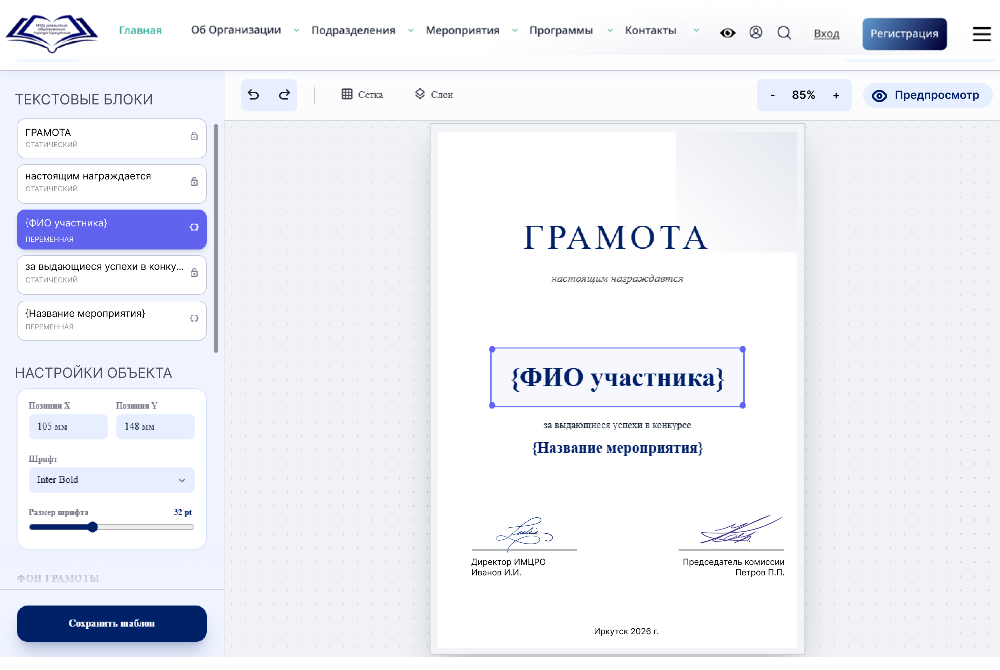 МКУ развития
образования
города Иркутска
Главная
Об Организации
Подразделения
Мероприятия
Программы
Контакты
Вход
Регистрация
ТЕКСТОВЫЕ БЛОКИ
ГРАМОТА
СТАТИЧЕСКИЙ
настоящим награждается
СТАТИЧЕСКИЙ
{ФИО участника}
ПЕРЕМЕННАЯ
за выдающиеся успехи в конку...
СТАТИЧЕСКИЙ
{Название мероприятия}
ПЕРЕМЕННАЯ
НАСТРОЙКИ ОБЪЕКТА
Позиция X
Позиция Y
105 мм
148 мм
Шрифт
Inter Bold
Размер шрифта
32 pt
ФОН ГРАМОТЫ
Сохранить шаблон
Сетка
Слои
- 85% +
Предпросмотр
ГРАМОТА
настоящим награждается
{ФИО участника}
за выдающиеся успехи в конкурсе
{Название мероприятия}
Директор ИМЦРО
Иванов И.И.
Председатель комиссии
Петров П.П.
Иркутск 2026 г.